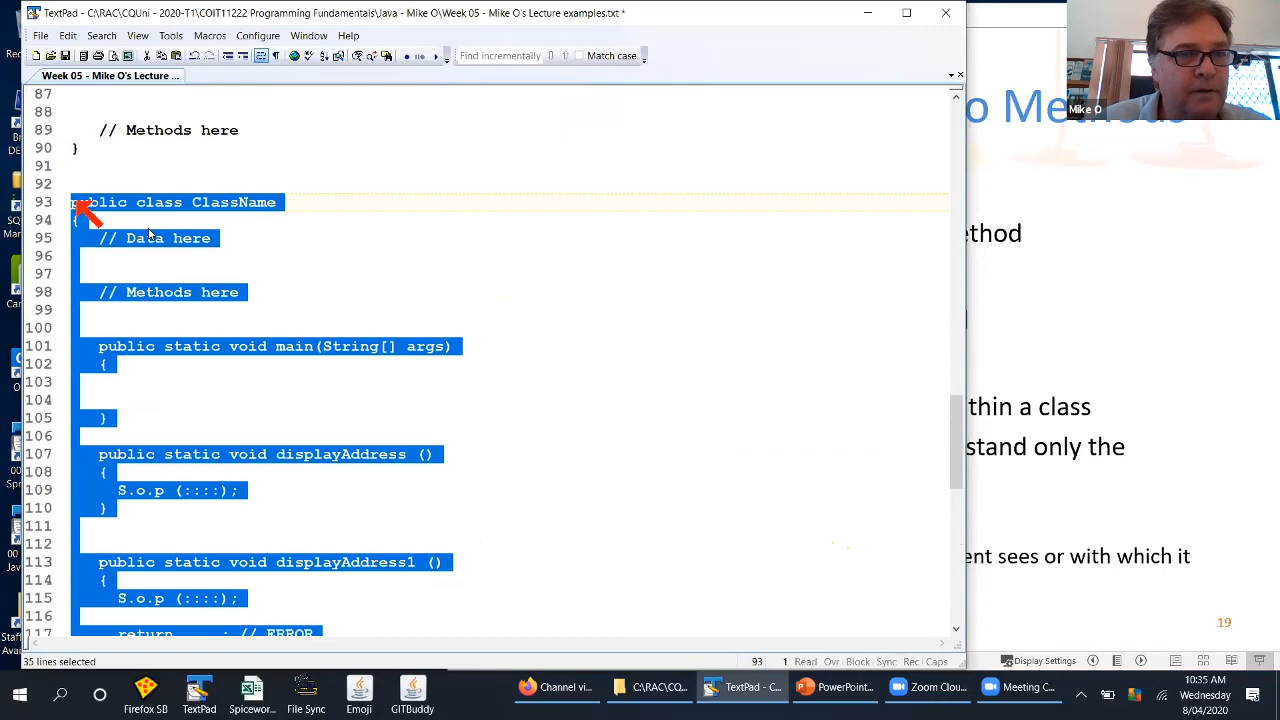 TextPad - C:\RAC\CQUni - 2020-T1\COIT11222 Programming Fundamentals\Java - Mike O\Week 05 - Mike O's Lecture examples.txt *
File Edit Search View Tools Macros Configure Window Help
Find incrementally Match case
Week 05 - Mike O's Lecture ...
Mike O
o Methods
87
88
89 // Methods here
90 }
91
92
93 public class ClassName
94 {
95 // Data here
96
97
98 // Methods here
99
100
101 public static void main(String[] args)
102 {
103
104
105 }
106
107 public static void displayAddress ()
108 {
109 S.o.p (::::);
110 }
111
112
113 public static void displayAddress1 ()
114 {
115 S.o.p (::::);
116
117 return ; // ERROR
ethod
thin a class
stand only the
ent sees or with which it
19
35 lines selected 93 1 Read Ovr Block Sync Rec Caps
Display Settings
Firefox SB TextPad Spicewor... File Sync Emoji GITBuddy
Channel vi... C:\RAC\CQ... TextPad - C... PowerPoint... Zoom Clou... Meeting C...
10:35 AM
Wednesday
8/04/2020